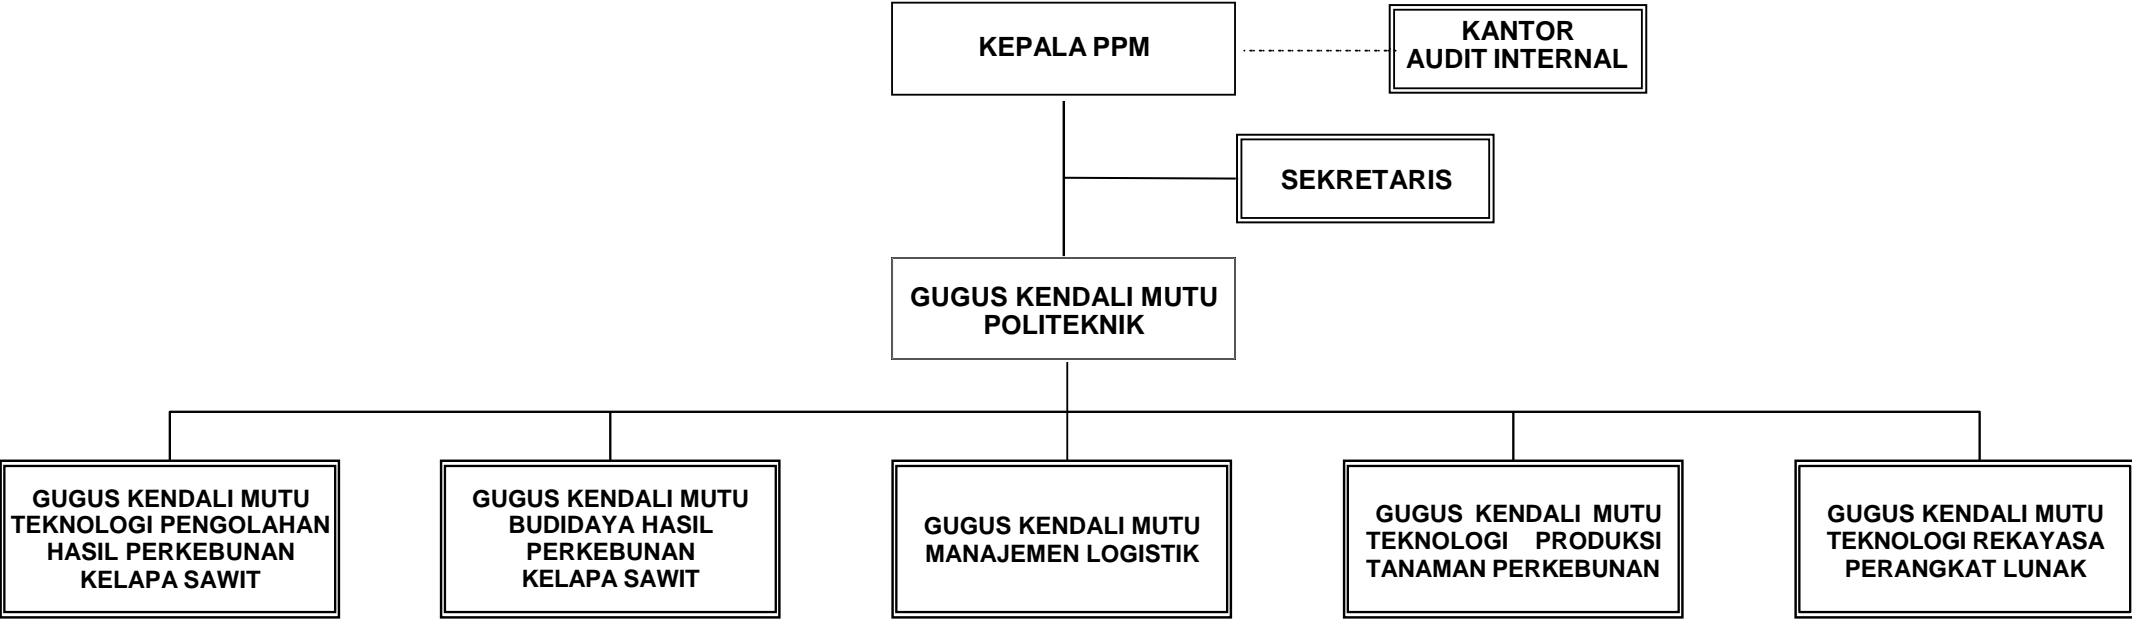 KEPALA PPM
KANTOR
AUDIT INTERNAL
SEKRETARIS
GUGUS KENDALI MUTU
POLITEKNIK
GUGUS KENDALI MUTU
TEKNOLOGI PENGOLAHAN
HASIL PERKEBUNAN
KELAPA SAWIT
GUGUS KENDALI MUTU
BUDIDAYA HASIL
PERKEBUNAN
KELAPA SAWIT
GUGUS KENDALI MUTU
MANAJEMEN LOGISTIK
GUGUS KENDALI MUTU
TEKNOLOGI PRODUKSI
TANAMAN PERKEBUNAN
GUGUS KENDALI MUTU
TEKNOLOGI REKAYASA
PERANGKAT LUNAK